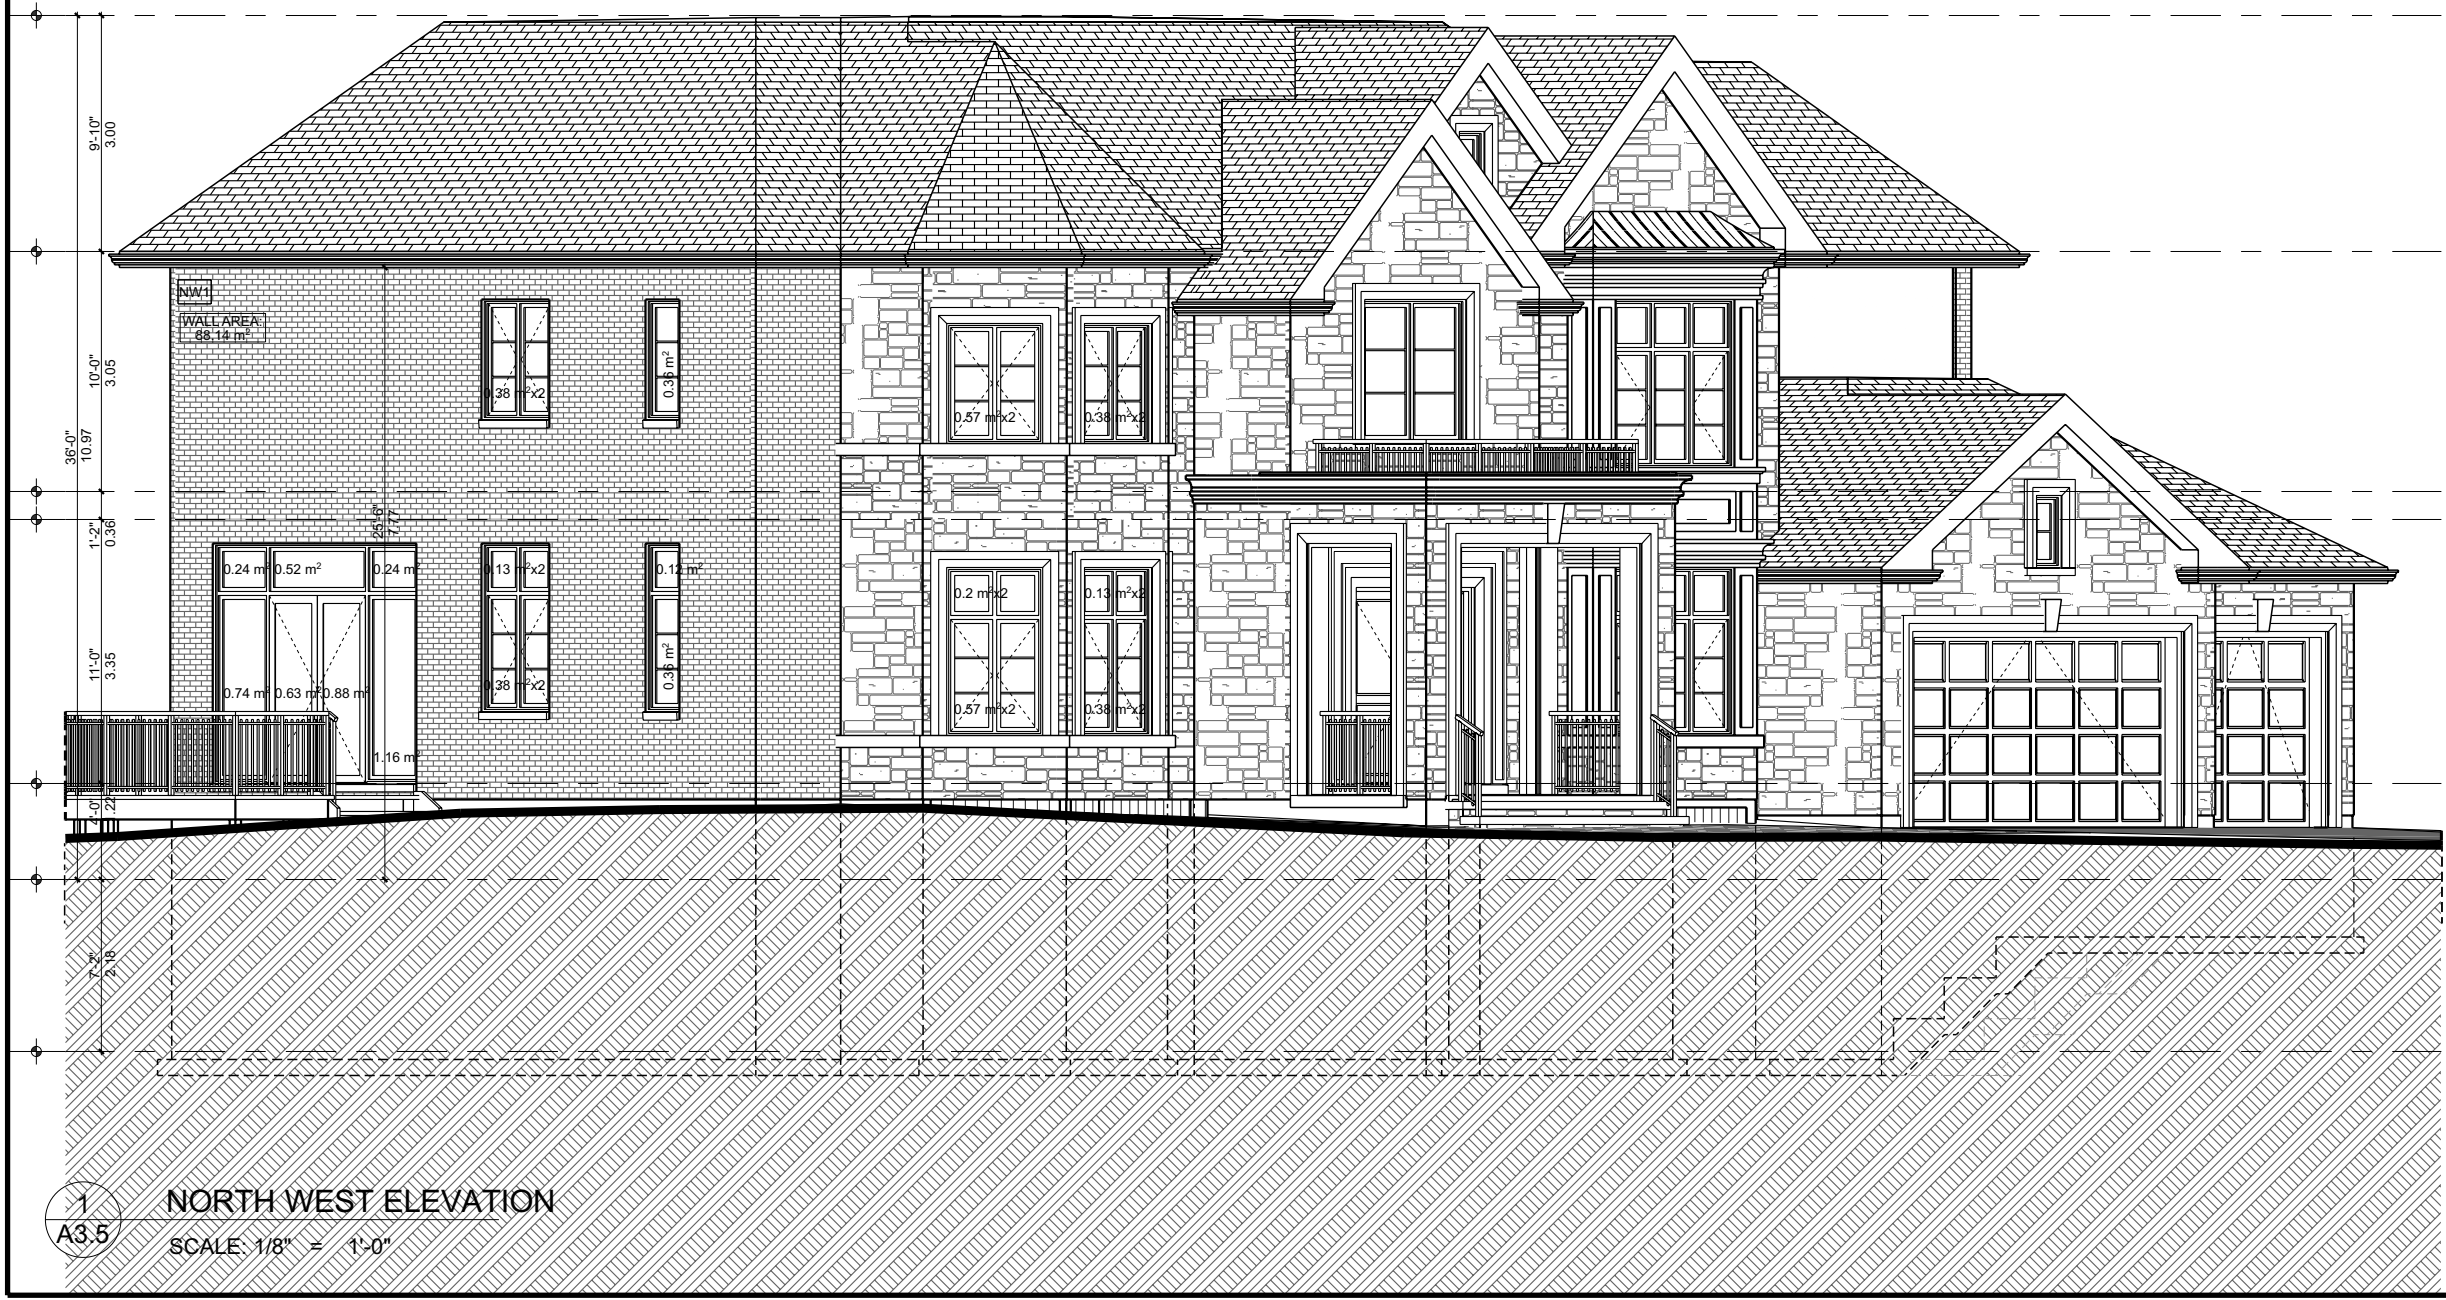 9'-10"
3.00
NW1
WALL AREA:
88.14 m²
10'-0"
3.05
0.38 m²x2
0.36 m²
0.57 m²x2
0.38 m²x2
36'-0"
10.97
1'-2"
0.36
25'-6"
7.77
0.24 m²
0.52 m²
0.24 m²
0.13 m²x2
0.12 m²
0.2 m²x2
0.13 m²x2
11'-0"
3.35
0.74 m²
0.63 m²
0.88 m²
0.38 m²x2
0.36 m²
0.57 m²x2
0.38 m²x2
1.16 m²
4'-0"
7'-2"
2.18
1
A3.5
NORTH WEST ELEVATION
SCALE: 1/8" = 1'-0"